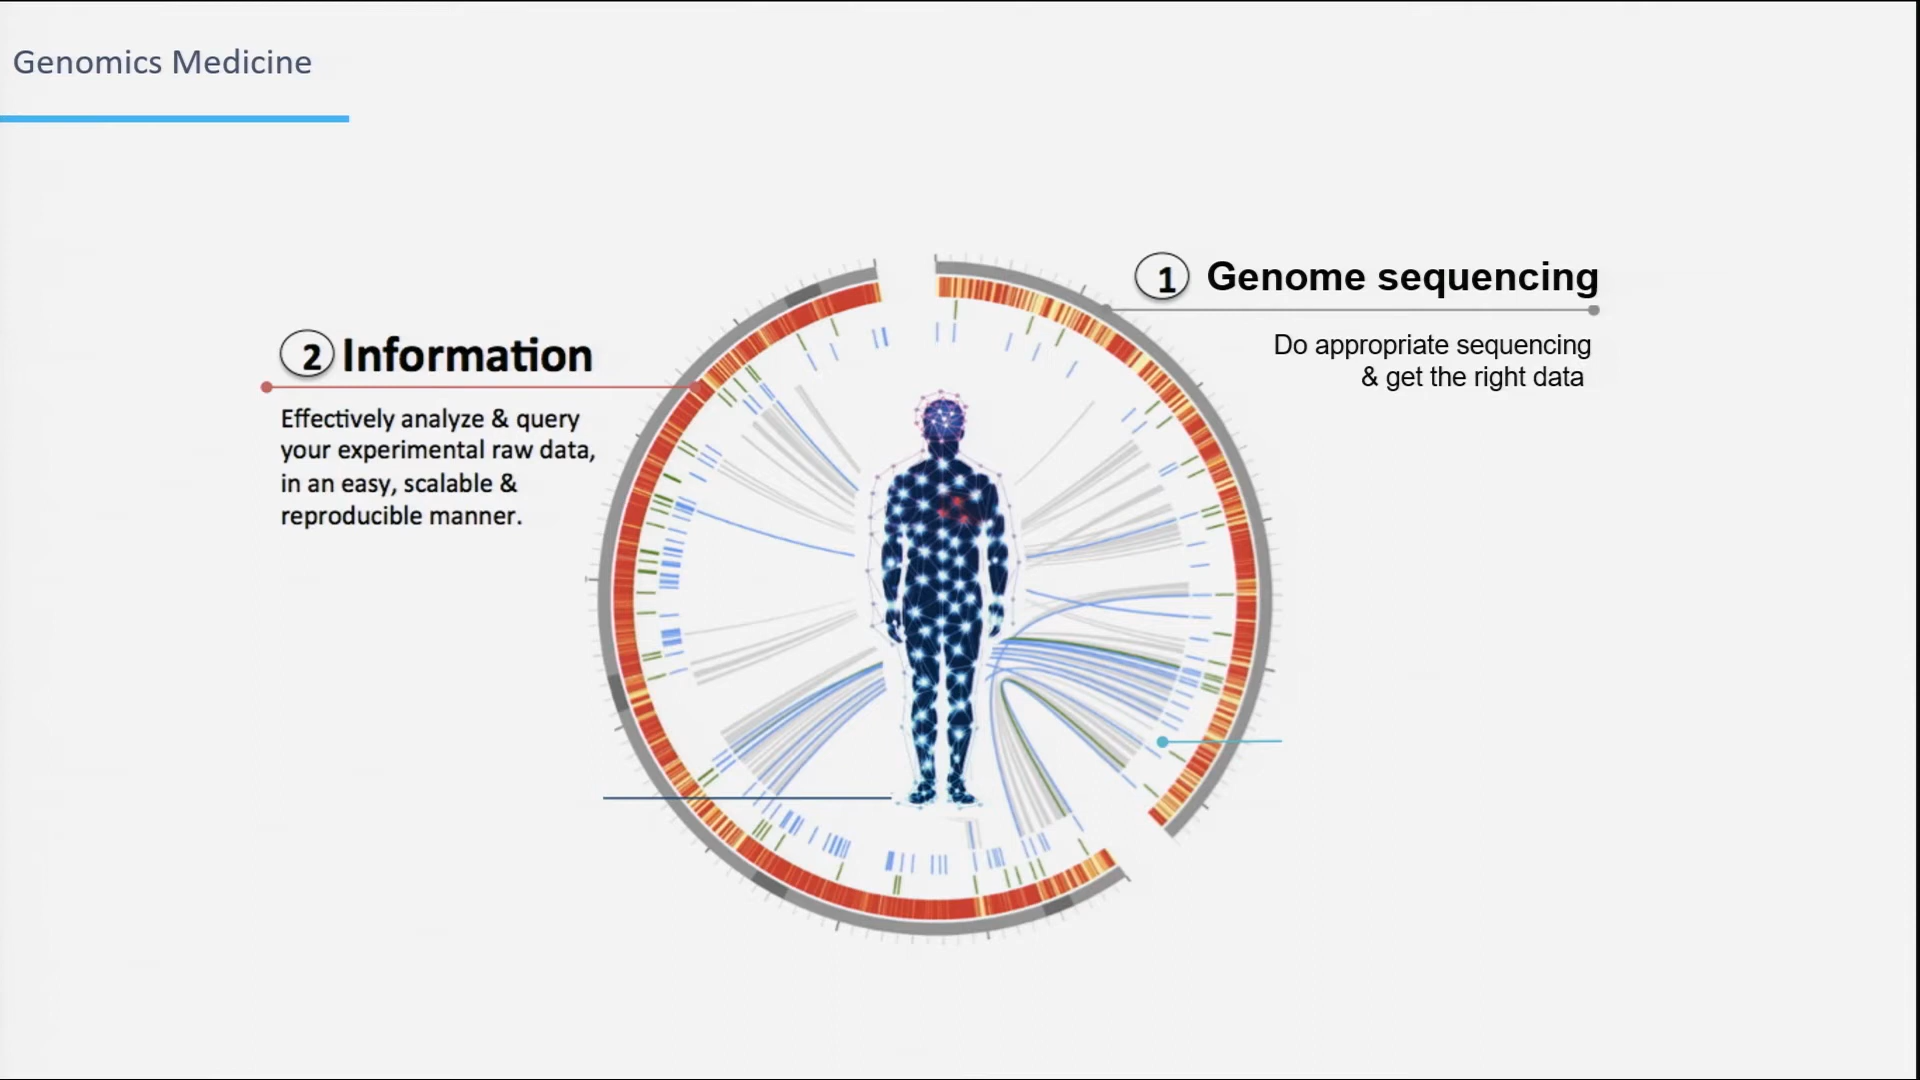 Genomics Medicine
1 Genome sequencing
Do appropriate sequencing
& get the right data
2 Information
Effectively analyze & query
your experimental raw data,
in an easy, scalable &
reproducible manner.